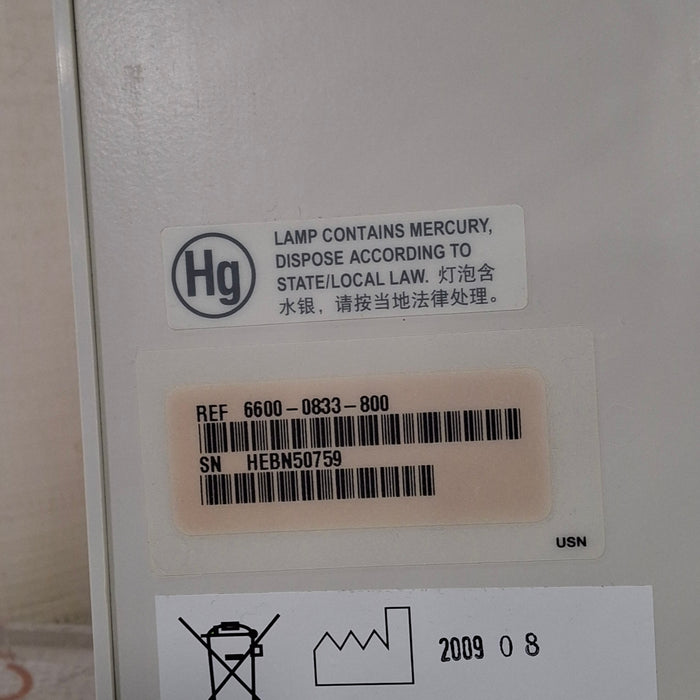 Hg
LAMP CONTAINS MERCURY,
DISPOSE ACCORDING TO
STATE/LOCAL LAW. 灯泡含
水银，请按当地法律处理。
REF 6600-0833-800
SN HEBN50759
USN
2009 08